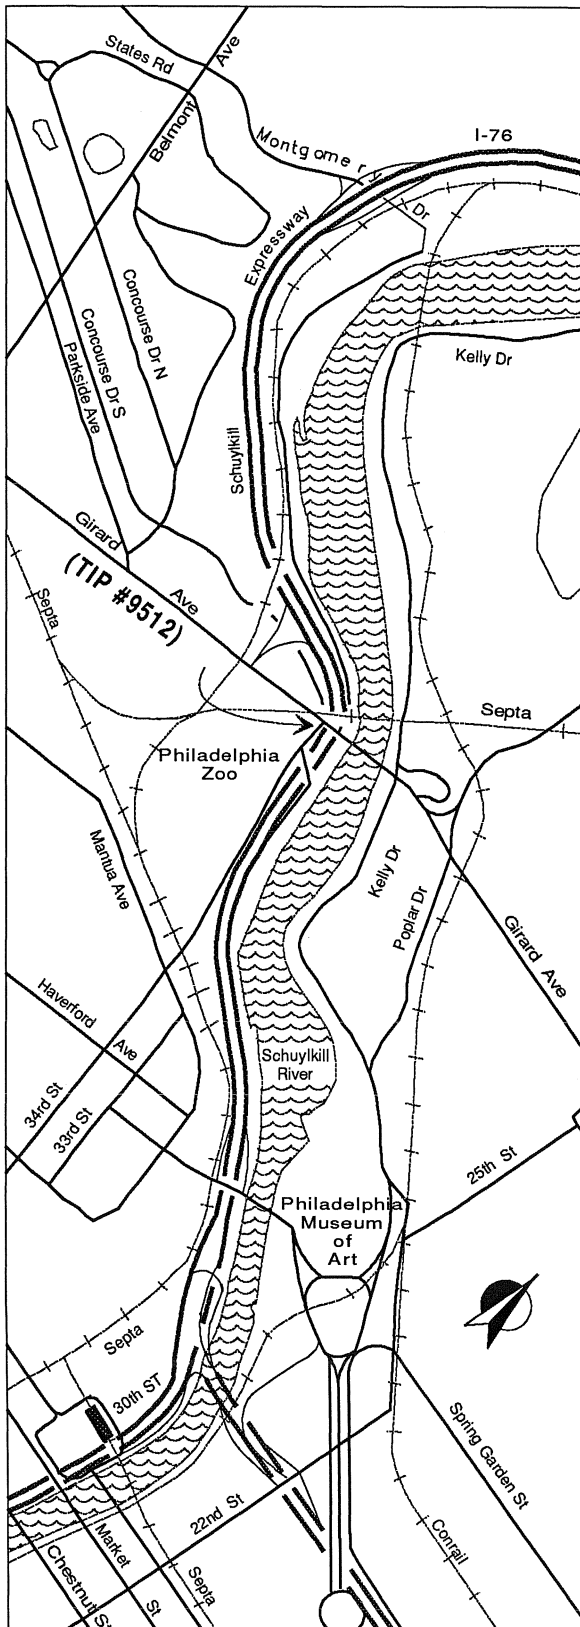 States Rd
Ave
Belmont
Montgomery
Dr
I-76
Expressway
Schuylkill
Concourse Dr N
Concourse Dr S
Parkside Ave
Kelly Dr
Girard
Ave
(TIP #9512)
Septa
Septa
Philadelphia
Zoo
Mantua Ave
Kelly Dr
Poplar Dr
Girard Ave
Haverford
Ave
Schuylkill
River
34rd St
33rd St
25th St
Philadelphia
Museum
of
Art
Septa
30th ST
Spring Garden St
22nd St
Conrail
Market
St
Septa
Chestnut S